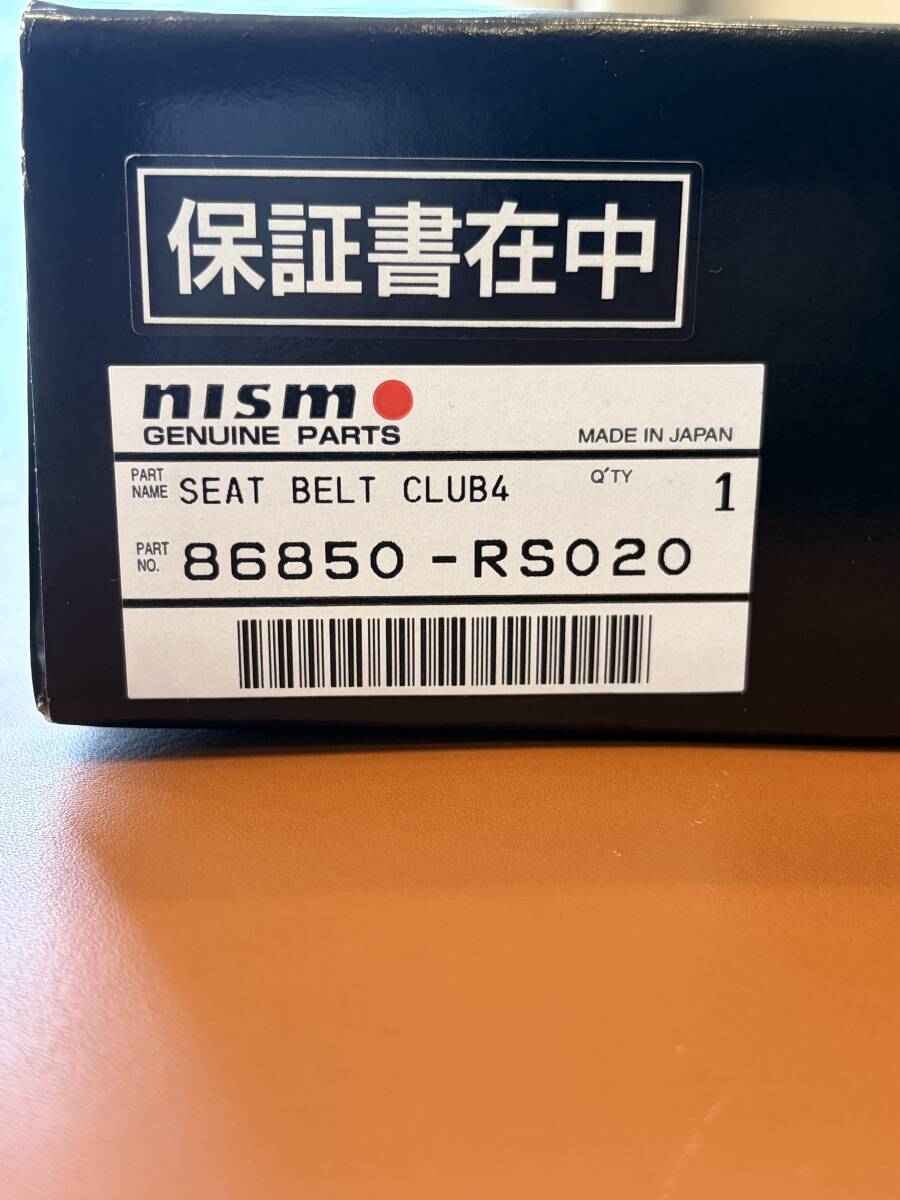 保証書在中
nismo
GENUINE PARTS
MADE IN JAPAN
PART NAME SEAT BELT CLUB4 Q'TY 1
PART NO. 86850-RS020